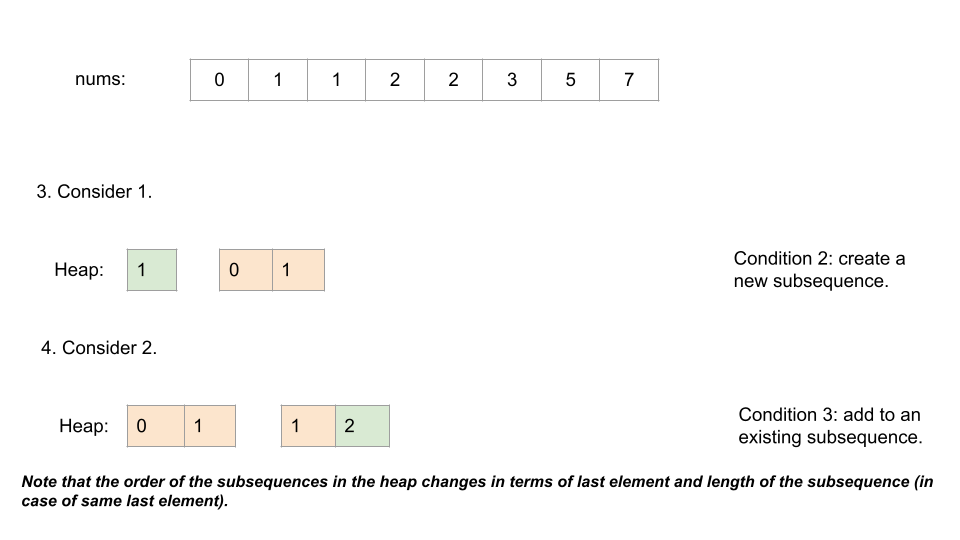 nums: 0 1 1 2 2 3 5 7
3. Consider 1.
Heap: 1 0 1
Condition 2: create a
new subsequence.
4. Consider 2.
Heap: 0 1 1 2
Condition 3: add to an
existing subsequence.
Note that the order of the subsequences in the heap changes in terms of last element and length of the subsequence (in
case of same last element).